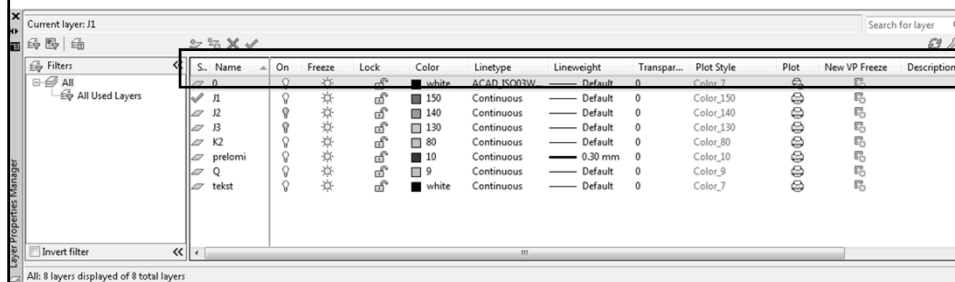 Current layer: J1
Search for layer
Filters
S.. Name On Freeze Lock Color Linetype Lineweight Transpar... Plot Style Plot New VP Freeze Description
All
0 white ACAD_ISO03W... Default 0 Color_7
All Used Layers
J1 150 Continuous Default 0 Color_150
J2 140 Continuous Default 0 Color_140
J3 130 Continuous Default 0 Color_130
K2 80 Continuous Default 0 Color_80
prelomi 10 Continuous 0.30 mm 0 Color_10
Q 9 Continuous Default 0 Color_9
tekst white Continuous Default 0 Color_7
Layer Properties Manager
Invert filter
All: 8 layers displayed of 8 total layers